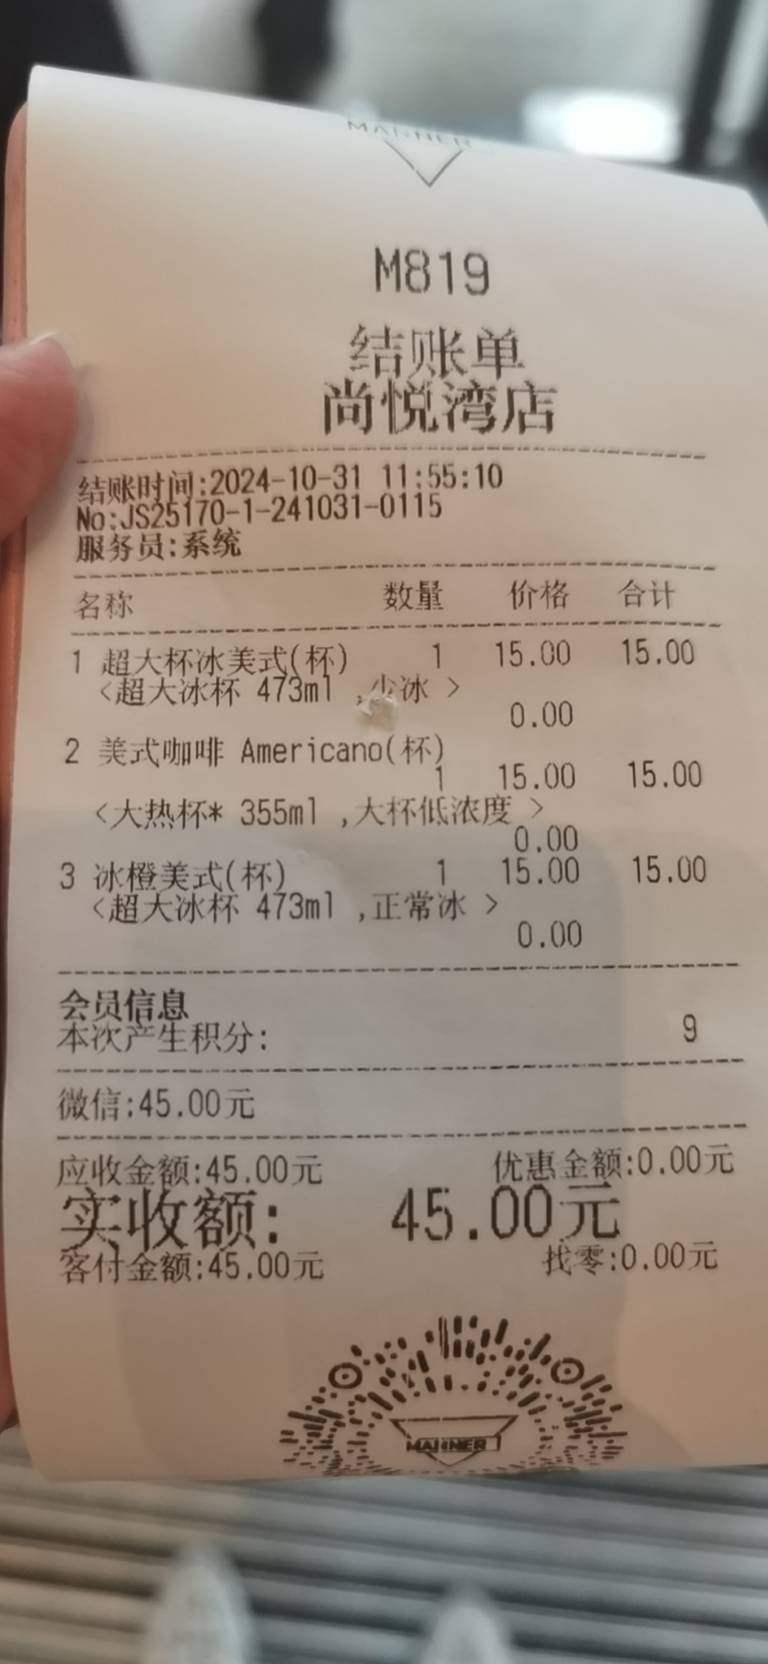 MANNER
M819
结账单
尚悦湾店
结账时间:2024-10-31 11:55:10
No:JS25170-1-241031-0115
服务员:系统
名称 数量 价格 合计
1 超大杯冰美式(杯) 1 15.00 15.00
<超大冰杯 473ml ,少冰 >
0.00
2 美式咖啡 Americano(杯)
1 15.00 15.00
<大热杯* 355ml ,大杯低浓度 >
0.00
3 冰橙美式(杯) 1 15.00 15.00
<超大冰杯 473ml ,正常冰 >
0.00
会员信息
本次产生积分: 9
微信:45.00元
应收金额:45.00元 优惠金额:0.00元
实收额: 45.00元
客付金额:45.00元 找零:0.00元
MANNER